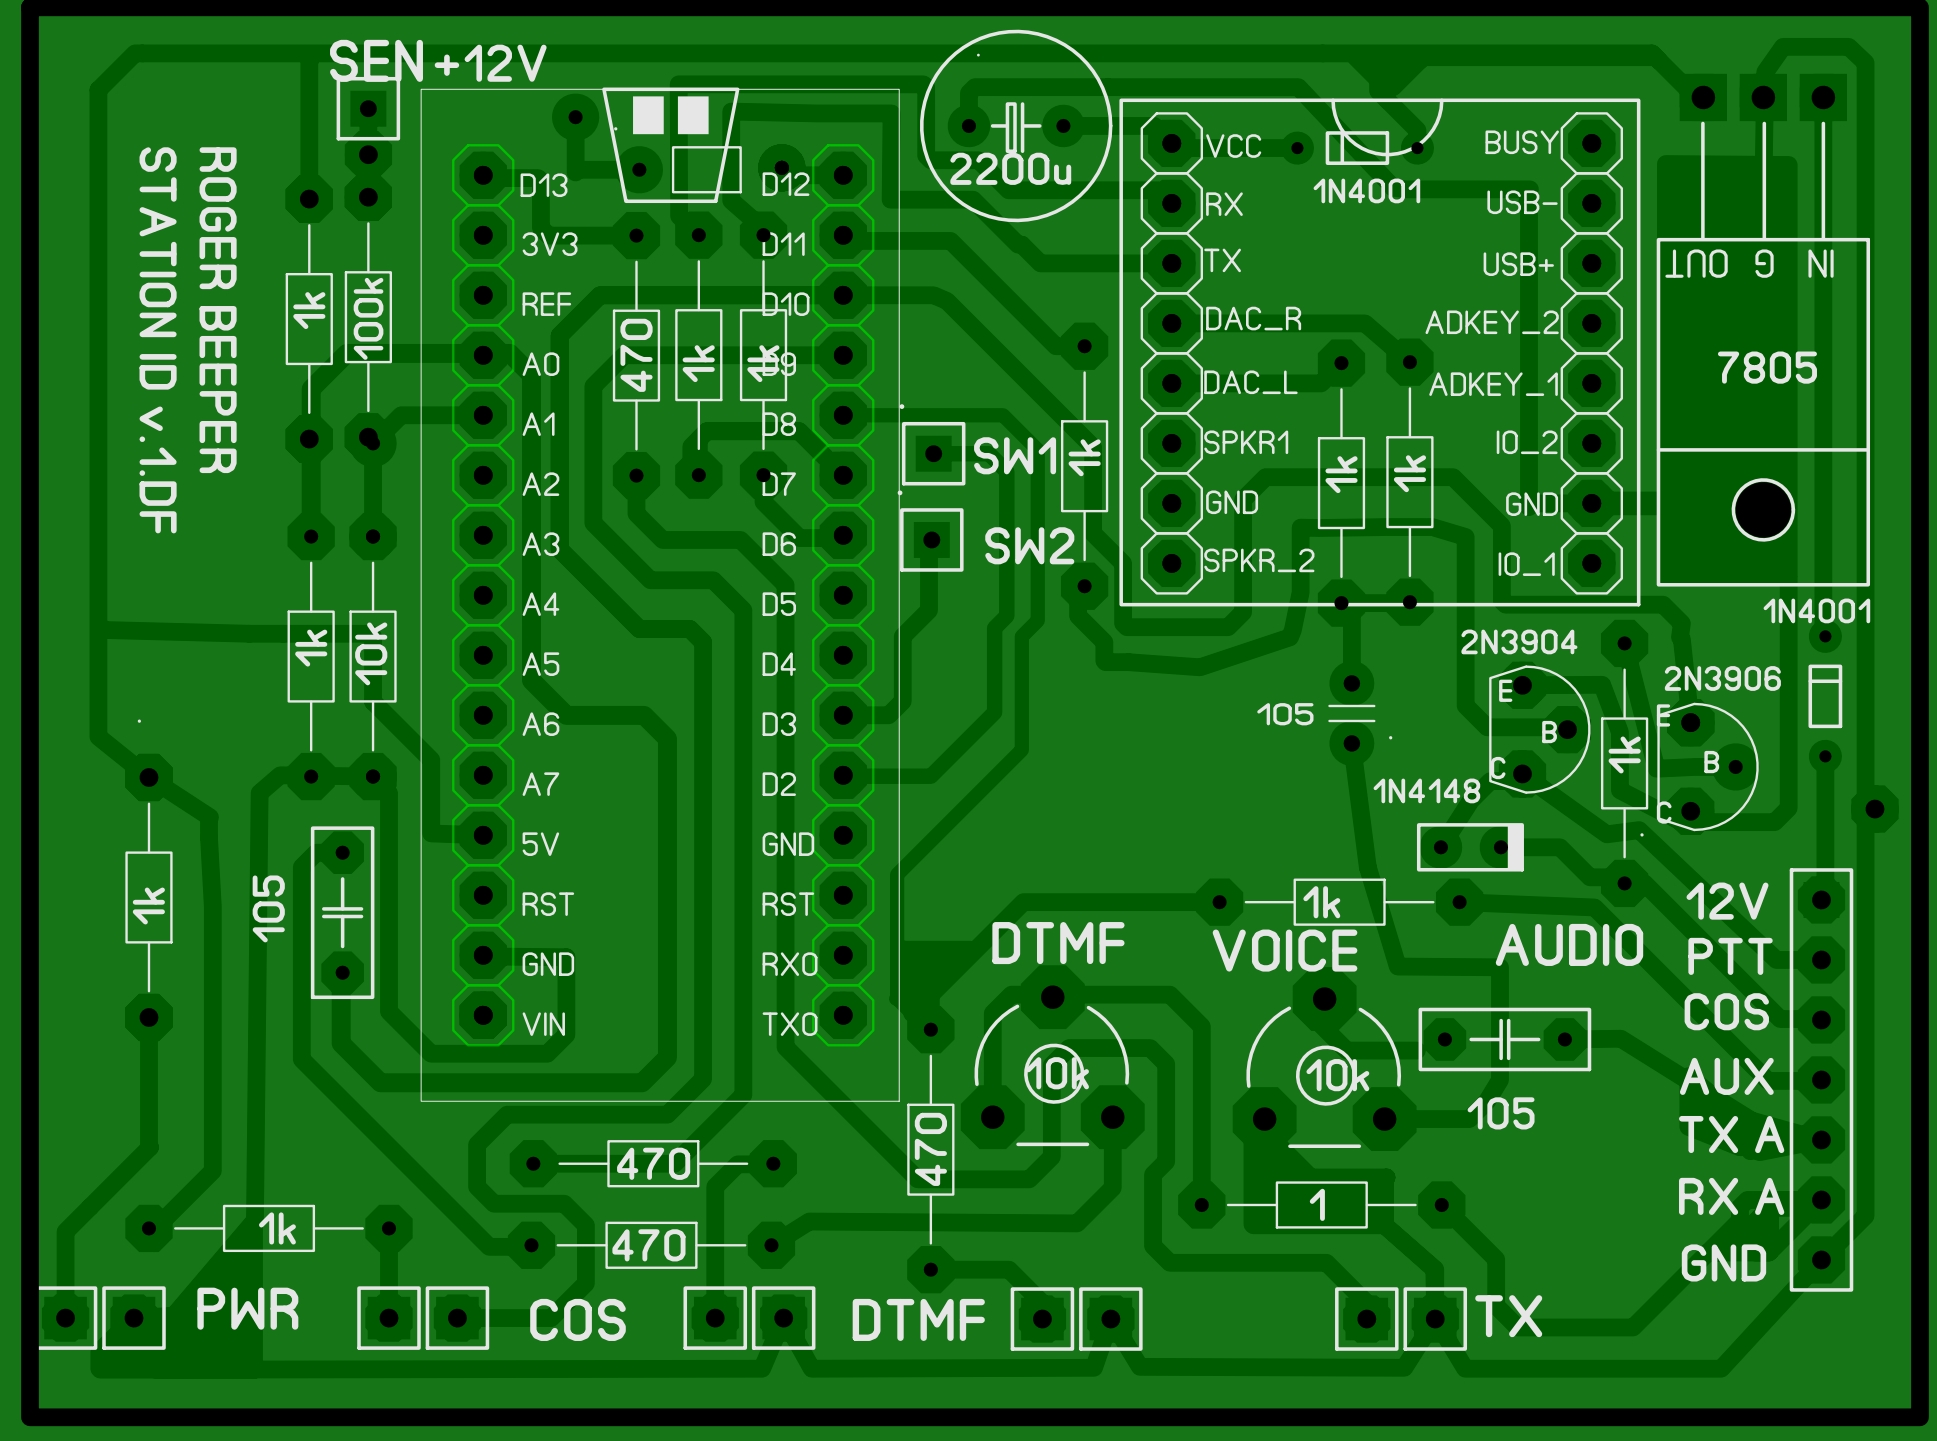 SEN +12V
ROGER BEEPER
STATION ID v.1.DF
1k
100k
1k
10k
1k
105
1k
D13
3V3
REF
A0
A1
A2
A3
A4
A5
A6
A7
5V
RST
GND
VIN
470
1k
1k
D12
D11
D10
D9
D8
D7
D6
D5
D4
D3
D2
GND
RST
RX0
TX0
2200u
SW1
SW2
1k
VCC
RX
TX
DAC_R
DAC_L
SPKR1
GND
SPKR_2
1N4001
1k
1k
BUSY
USB-
USB+
ADKEY_2
ADKEY_1
IO_2
GND
IO_1
OUT G IN
7805
1N4001
2N3904
E
B
C
1k
2N3906
E
B
C
105
1N4148
1k
DTMF
VOICE
AUDIO
10k
10k
105
470
470
470
1
12V
PTT
COS
AUX
TX A
RX A
GND
PWR
COS
DTMF
TX